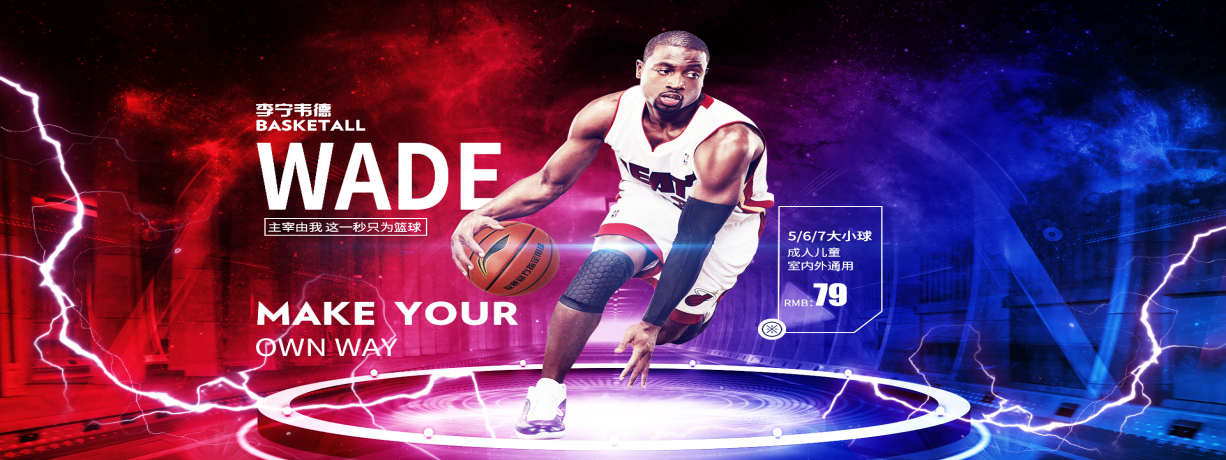 李宁韦德
BASKETALL
WADE
主宰由我 这一秒只为篮球
MAKE YOUR
OWN WAY
HEAT
5/6/7大小球
成人儿童
室内外通用
RMB:79